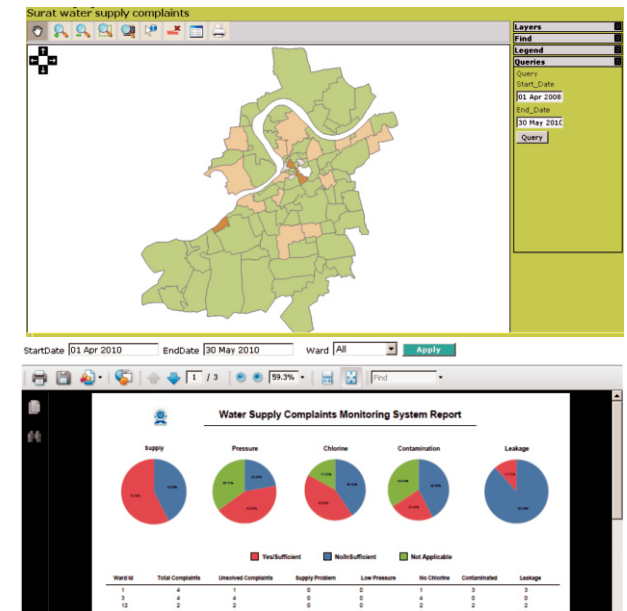 Surat water supply complaints
Layers
Find
Legend
Queries
Query
Start_Date
01 Apr 2008
End_Date
30 May 201
Query
StartDate 01 Apr 2010 EndDate 30 May 2010 Ward All Apply
1 / 3 59.3% Find
Water Supply Complaints Monitoring System Report
Supply Pressure Chlorine Contamination Leakage
Yes/Sufficient No/InSufficient Not Applicable
Ward Id Total Complaints Unsolved Complaints Supply Problem Low Pressure No Chlorine Contaminated Leakage
1 4 1 0 0 1 3 3
3 4 4 0 0 4 0 0
12 2 2 0 0 2 2 2